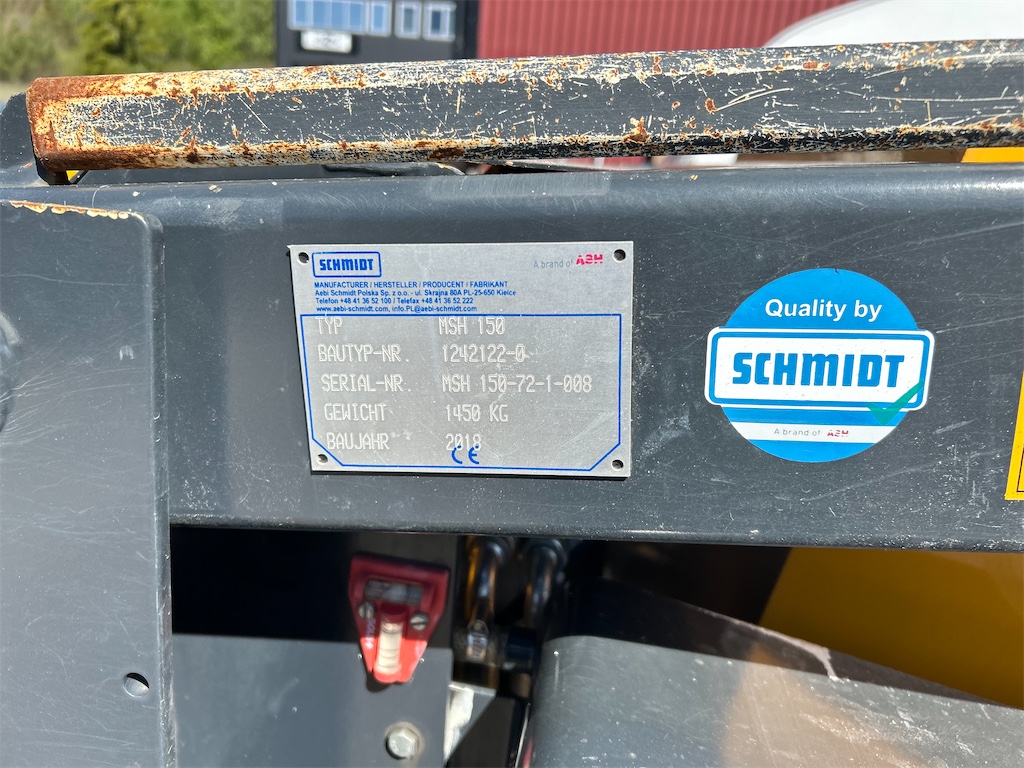 SCHMIDT
A brand of ASH
MANUFACTURER / HERSTELLER / PRODUCENT / FABRIKANT
Aebi Schmidt Polska Sp. z o.o. - ul. Skrajna 80A PL-25-650 Kielce
Telefon +48 41 36 52 100 / Telefax +48 41 36 52 222
www.aebi-schmidt.com, info.PL@aebi-schmidt.com
TYP MSH 150
BAUTYP-NR. 1242122-0
SERIAL-NR. MSH 150-72-1-008
GEWICHT 1450 KG
BAUJAHR 2018
CE
Quality by
SCHMIDT
A brand of ASH